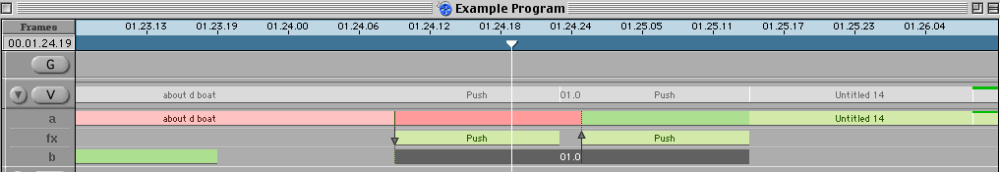 Example Program
Frames 01.23.13 01.23.19 01.24.00 01.24.06 01.24.12 01.24.18 01.24.24 01.25.05 01.25.11 01.25.17 01.25.23 01.26.04
00.01.24.19
G
V about d boat Push 01.0 Push Untitled 14
a about d boat Untitled 14
fx Push Push
b 01.0